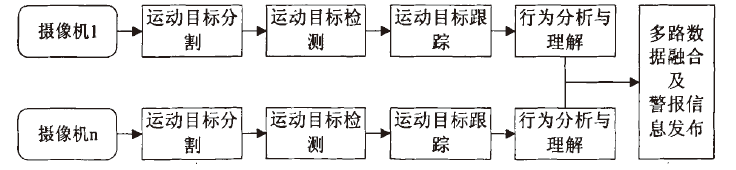 摄像机1
运动目标分
割
运动目标检
测
运动目标跟
踪
行为分析与
理解
多路数
据融合
及
警报信
息发布
摄像机n
运动目标分
割
运动目标检
测
运动目标跟
踪
行为分析与
理解